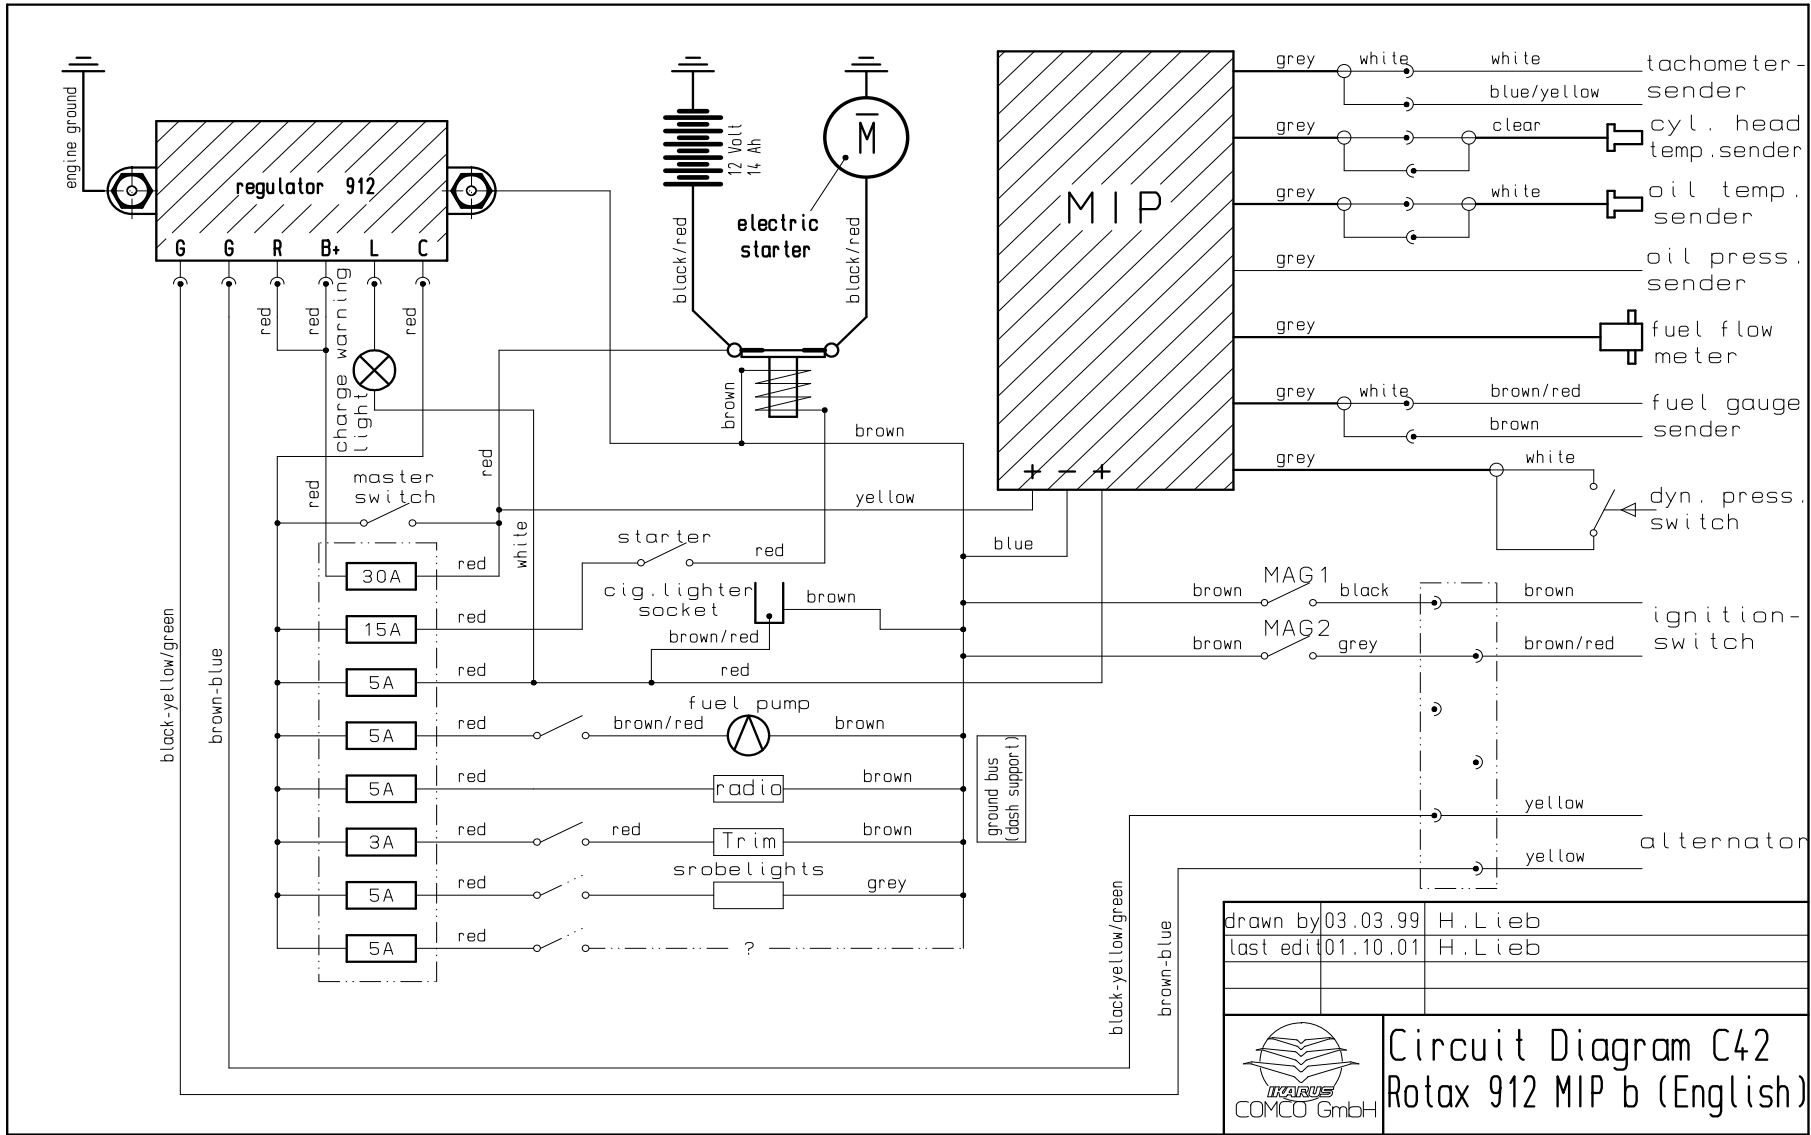 engine ground
regulator 912
G G R B+ L C
red
red
red
charge warning
light
black-yellow/green
brown-blue
12 Volt
14 Ah
black/red
M
electric
starter
black/red
brown
brown
red
red
master
switch
white
yellow
starter
red
cig.lighter
socket
brown
brown/red
30A red
15A red
5A red
red
fuel pump
5A red brown/red brown
5A red radio brown
3A red red Trim brown
srobelights
5A red grey
5A red ?
ground bus
(dash support)
MIP
+ - +
blue
grey white white
blue/yellow
tachometer-
sender
grey clear
cyl. head
temp.sender
grey white
oil temp.
sender
grey
oil press.
sender
grey
fuel flow
meter
grey white brown/red
brown
fuel gauge
sender
grey white
dyn. press.
switch
MAG1
brown black brown
MAG2
brown grey brown/red
ignition-
switch
yellow
yellow
alternator
black-yellow/green
brown-blue
drawn by 03.03.99 H.Lieb
last edit 01.10.01 H.Lieb
IKARUS
COMCO GmbH
Circuit Diagram C42
Rotax 912 MIP b (English)